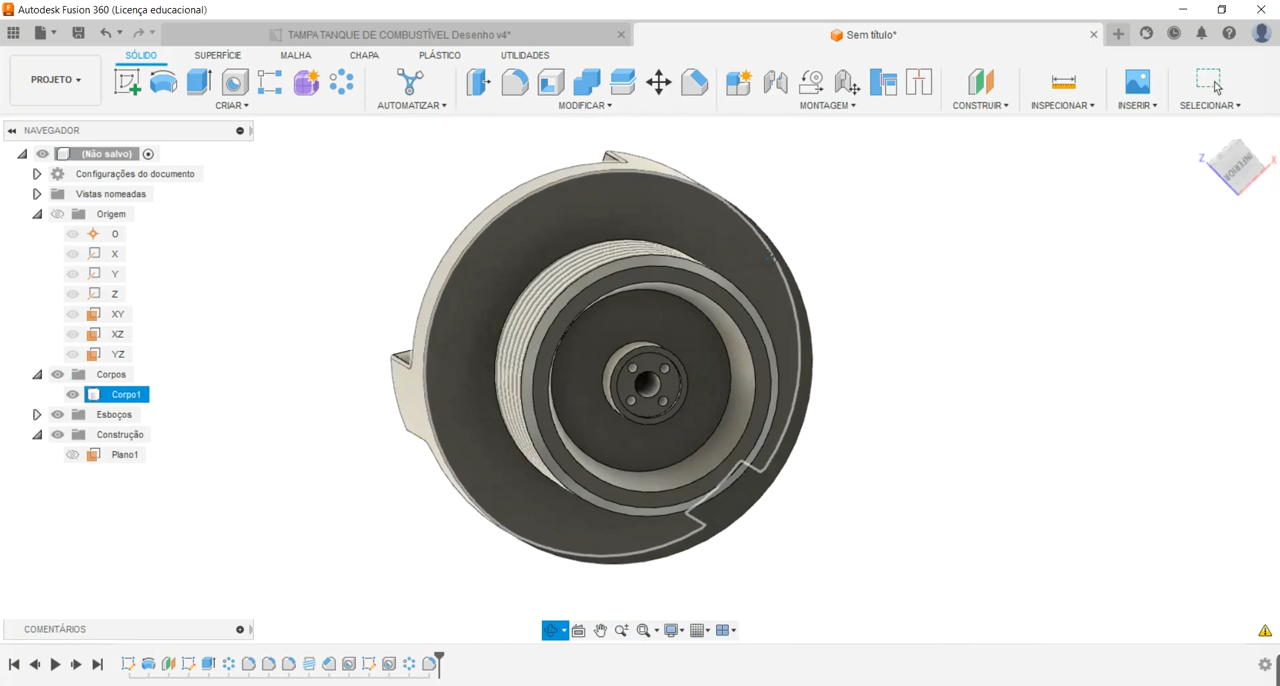 Autodesk Fusion 360 (Licença educacional)
TAMPA TANQUE DE COMBUSTÍVEL Desenho v4*
Sem título*
SÓLIDO
SUPERFÍCIE
MALHA
CHAPA
PLÁSTICO
UTILIDADES
PROJETO
CRIAR
AUTOMATIZAR
MODIFICAR
MONTAGEM
CONSTRUIR
INSPECIONAR
INSERIR
SELECIONAR
NAVEGADOR
(Não salvo)
Configurações do documento
Vistas nomeadas
Origem
O
X
Y
Z
XY
XZ
YZ
Corpos
Corpo1
Esboços
Construção
Plano1
Z
INFERIOR
X
COMENTÁRIOS